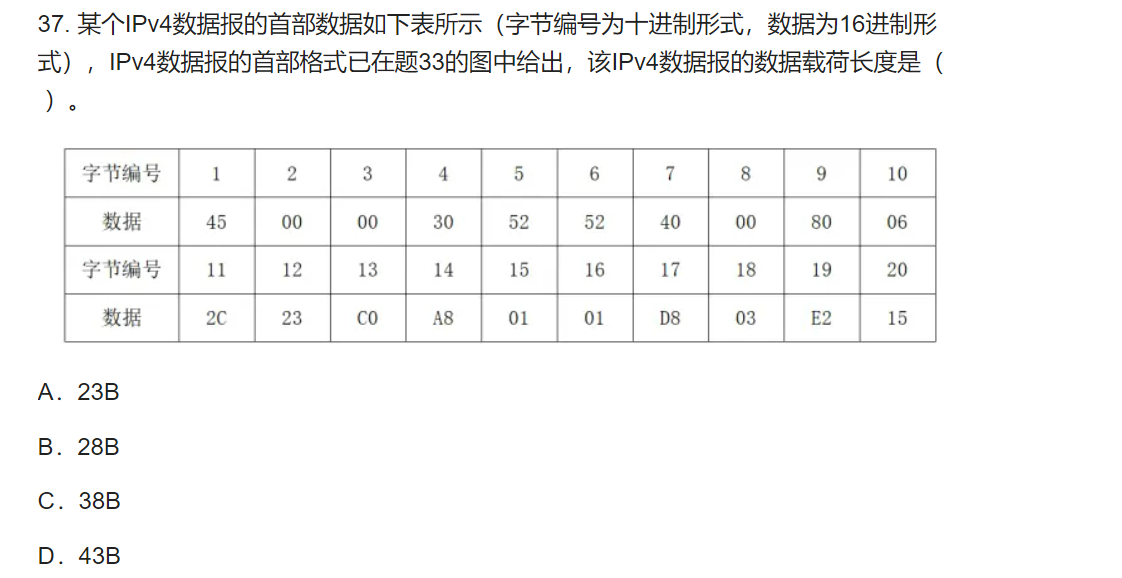 37. 某个IPv4数据报的首部数据如下表所示（字节编号为十进制形式，数据为16进制形
式），IPv4数据报的首部格式已在题33的图中给出，该IPv4数据报的数据载荷长度是（
）。
字节编号 1 2 3 4 5 6 7 8 9 10
数据 45 00 00 30 52 52 40 00 80 06
字节编号 11 12 13 14 15 16 17 18 19 20
数据 2C 23 C0 A8 01 01 D8 03 E2 15
A．23B
B．28B
C．38B
D．43B